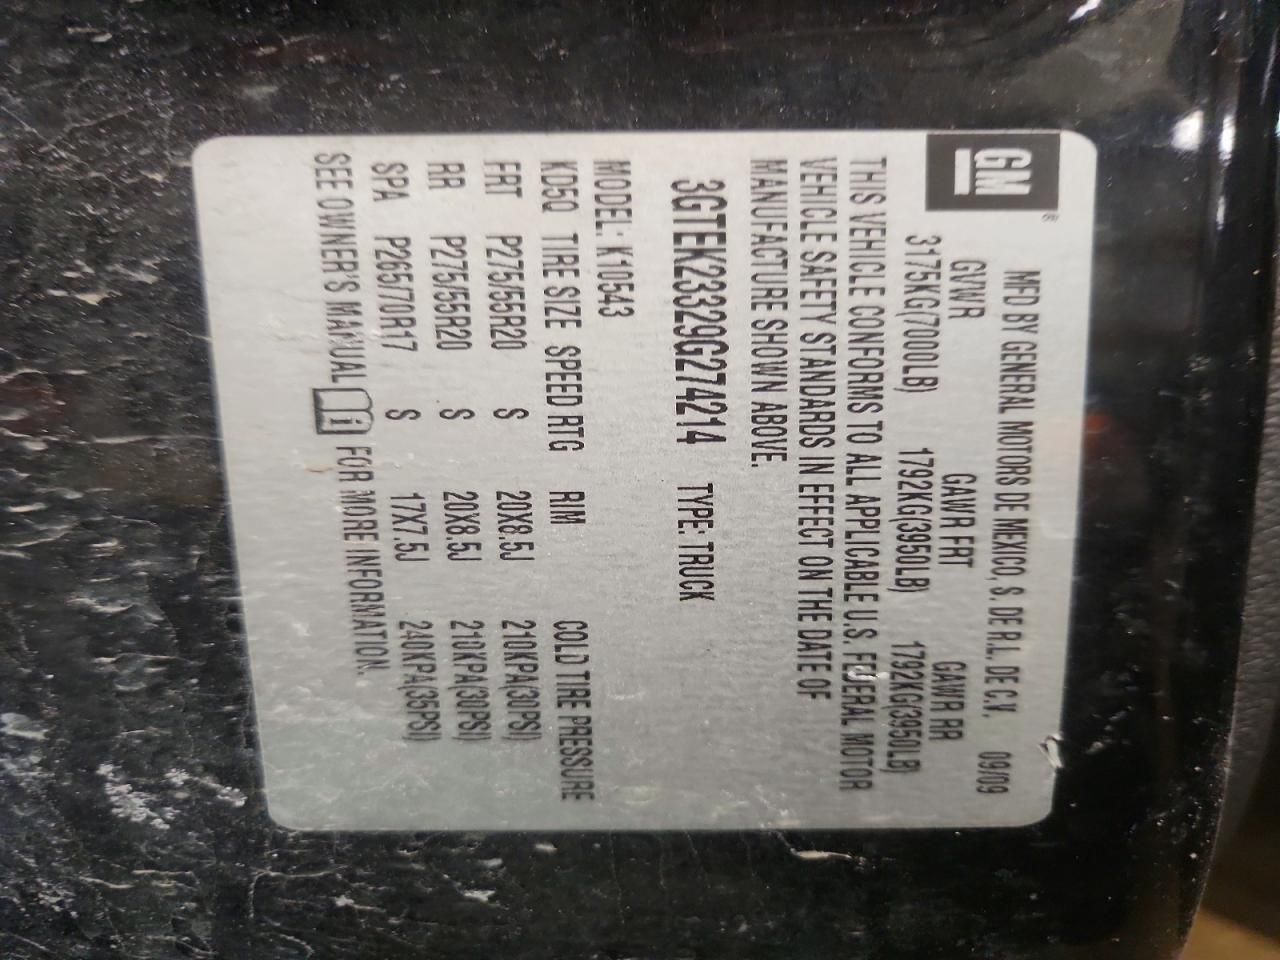 GM®
MFD BY GENERAL MOTORS DE MEXICO, S. DE R.L. DE C.V. 09/09
GVWR GAWR FRT GAWR RR
3175KG(7000LB) 1792KG(3950LB) 1792KG(3950LB)
THIS VEHICLE CONFORMS TO ALL APPLICABLE U.S. FEDERAL MOTOR
VEHICLE SAFETY STANDARDS IN EFFECT ON THE DATE OF
MANUFACTURE SHOWN ABOVE.
3GTEK23329G274214 TYPE: TRUCK
MODEL: K10543
KO5Q TIRE SIZE SPEED RTG RIM COLD TIRE PRESSURE
FRT P275/55R20 S 20X8.5J 210KPA(30PSI)
RR P275/55R20 S 20X8.5J 210KPA(30PSI)
SPA P265/70R17 S 17X7.5J 240KPA(35PSI)
SEE OWNER'S MANUAL FOR MORE INFORMATION.